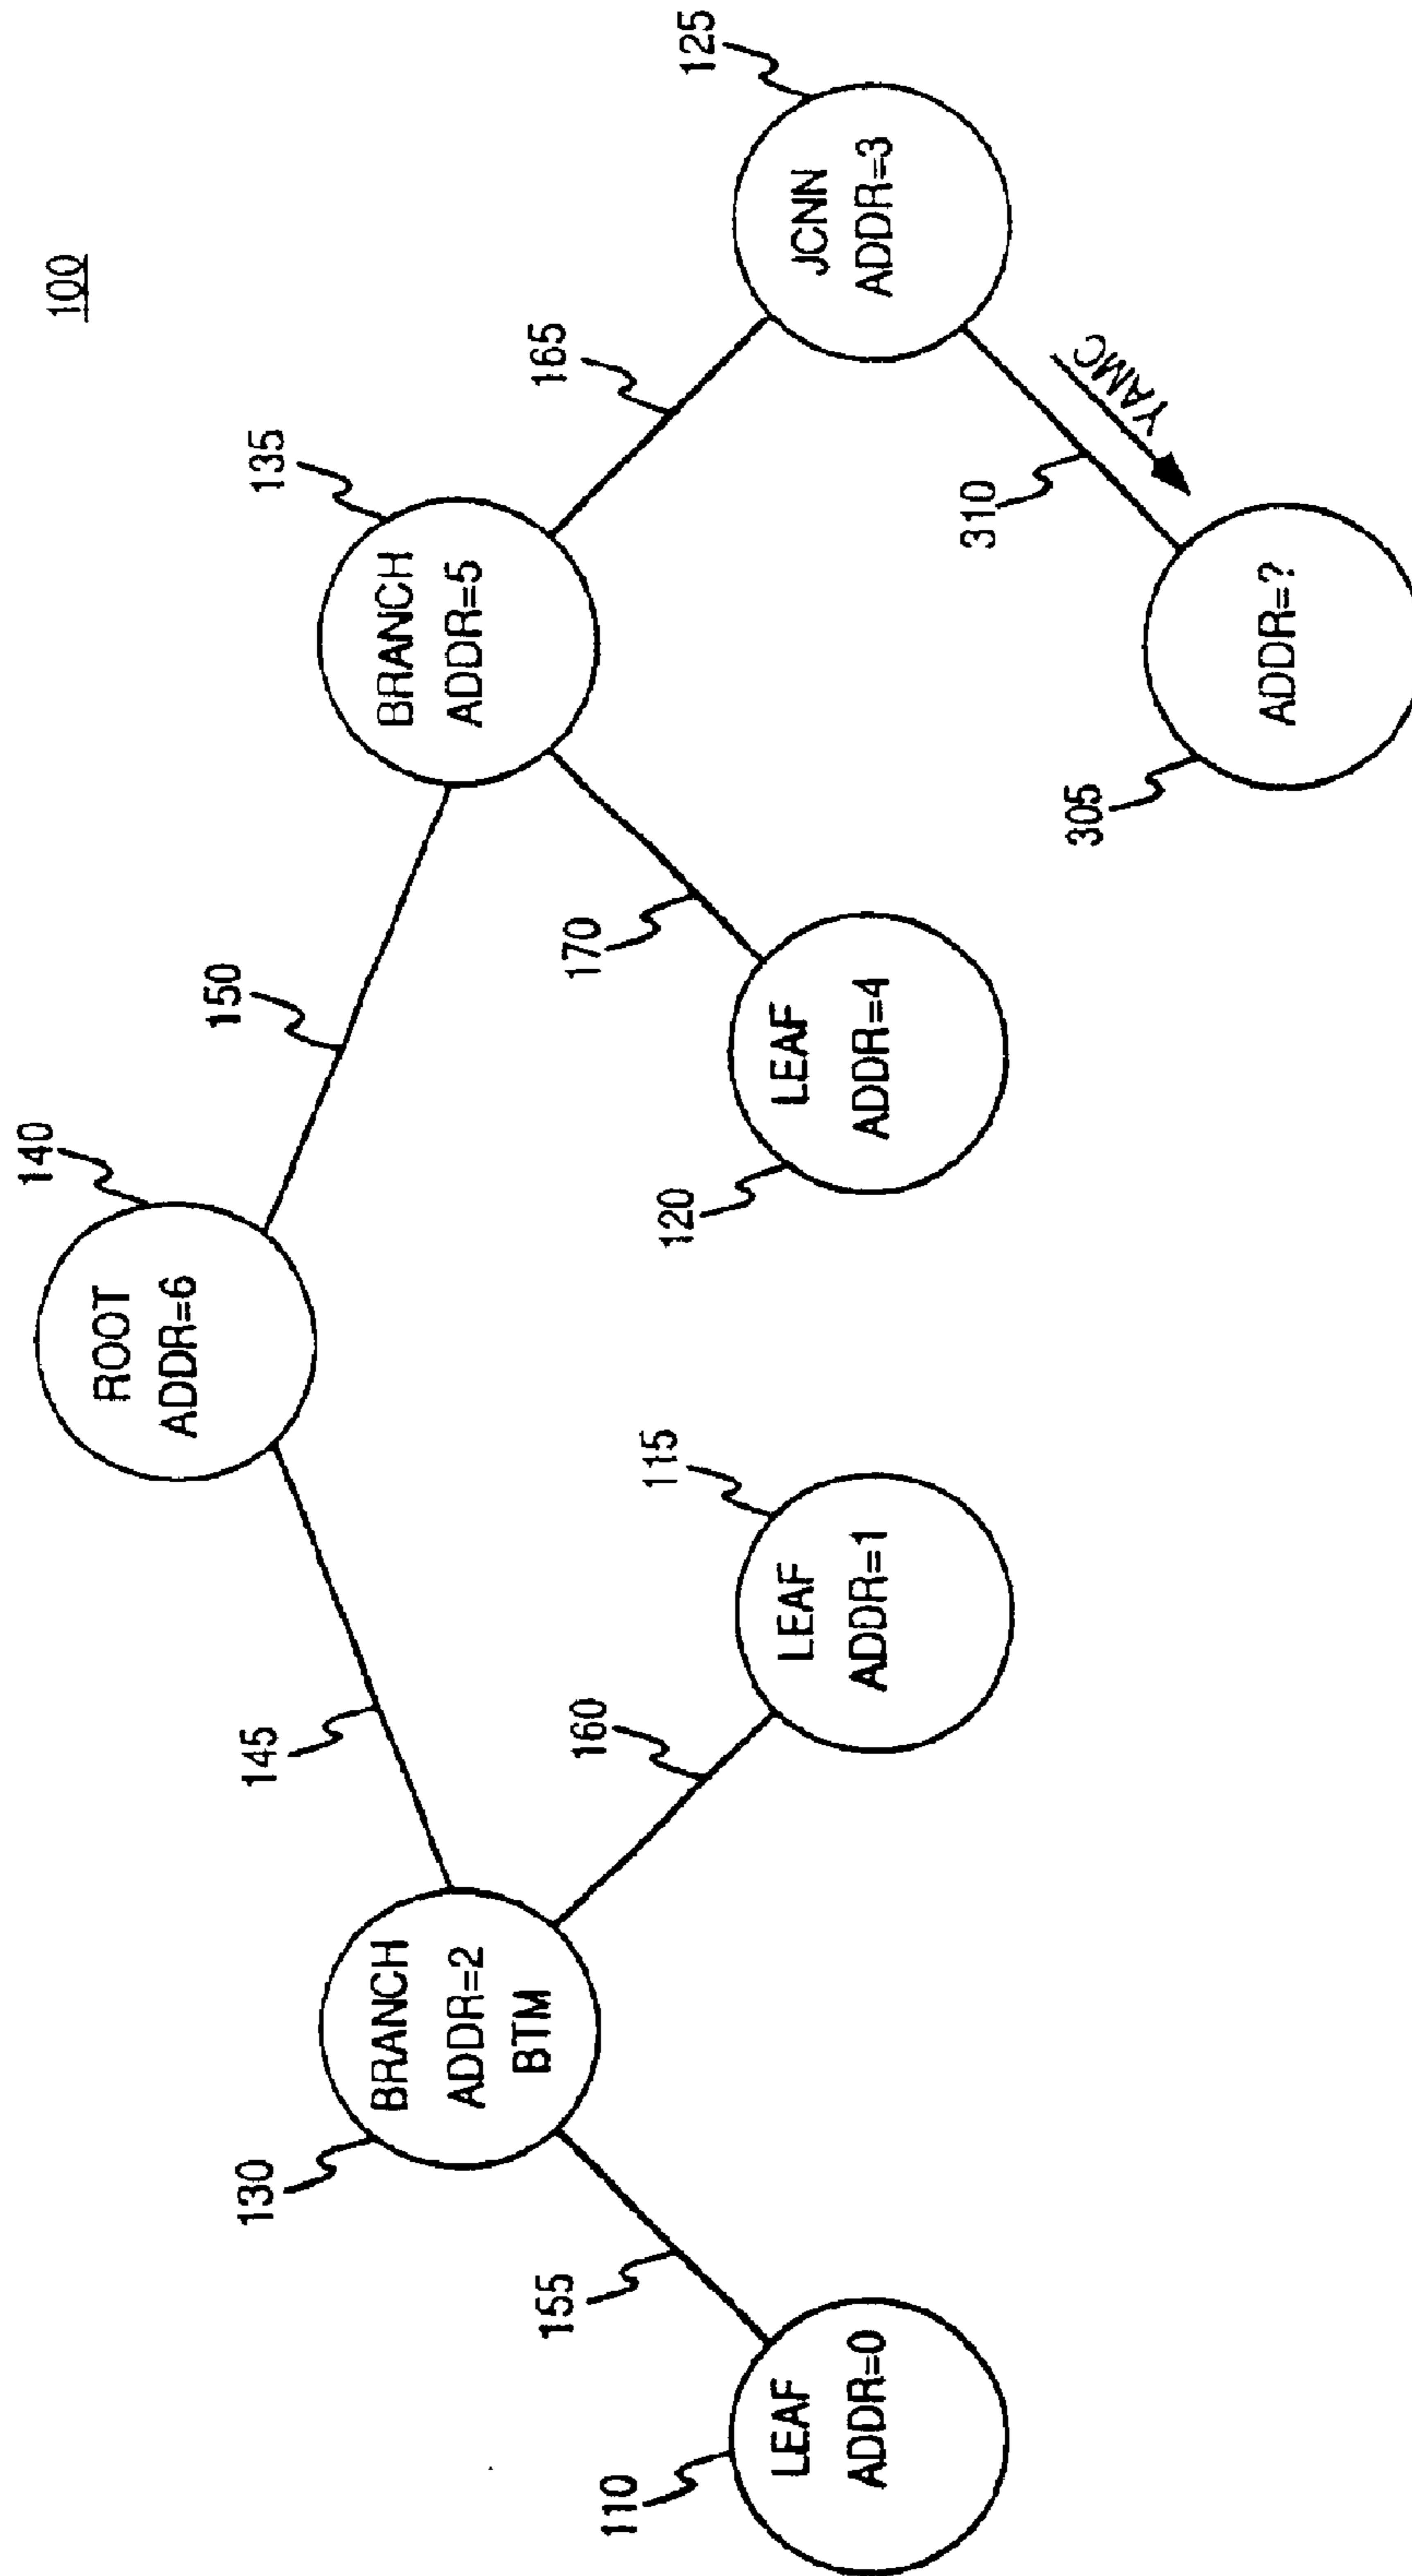 100
140
ROOT
ADDR=6
145
150
130
BRANCH
ADDR=2
BTM
135
BRANCH
ADDR=5
155
160
170
165
110
LEAF
ADDR=0
115
LEAF
ADDR=1
120
LEAF
ADDR=4
125
JCNN
ADDR=3
310
YAMC
305
ADDR=?